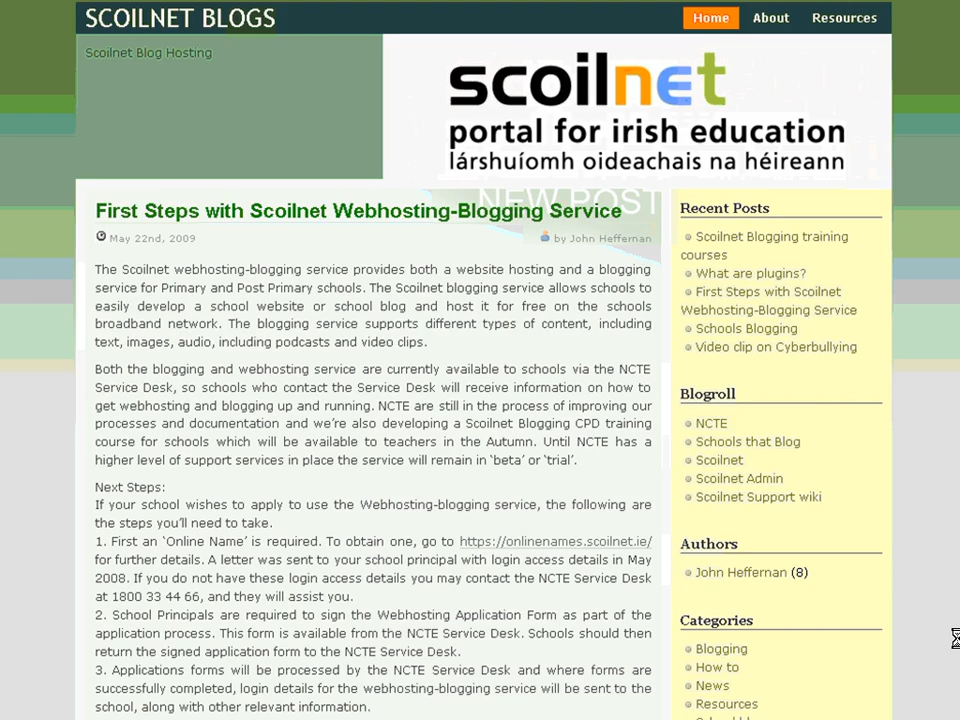 SCOILNET BLOGS
Home About Resources
Scoilnet Blog Hosting
scoilnet
portal for irish education
lárshuíomh oideachais na héireann
NEW POST
First Steps with Scoilnet Webhosting-Blogging Service
May 22nd, 2009 by John Heffernan
The Scoilnet webhosting-blogging service provides both a website hosting and a blogging
service for Primary and Post Primary schools. The Scoilnet blogging service allows schools to
easily develop a school website or school blog and host it for free on the schools
broadband network. The blogging service supports different types of content, including
text, images, audio, including podcasts and video clips.
Both the blogging and webhosting service are currently available to schools via the NCTE
Service Desk, so schools who contact the Service Desk will receive information on how to
get webhosting and blogging up and running. NCTE are still in the process of improving our
processes and documentation and we're also developing a Scoilnet Blogging CPD training
course for schools which will be available to teachers in the Autumn. Until NCTE has a
higher level of support services in place the service will remain in 'beta' or 'trial'.
Next Steps:
If your school wishes to apply to use the Webhosting-blogging service, the following are
the steps you'll need to take.
1. First an 'Online Name' is required. To obtain one, go to https://onlinenames.scoilnet.ie/
for further details. A letter was sent to your school principal with login access details in May
2008. If you do not have these login access details you may contact the NCTE Service Desk
at 1800 33 44 66, and they will assist you.
2. School Principals are required to sign the Webhosting Application Form as part of the
application process. This form is available from the NCTE Service Desk. Schools should then
return the signed application form to the NCTE Service Desk.
3. Applications forms will be processed by the NCTE Service Desk and where forms are
successfully completed, login details for the webhosting-blogging service will be sent to the
school, along with other relevant information.
Recent Posts
Scoilnet Blogging training
courses
What are plugins?
First Steps with Scoilnet
Webhosting-Blogging Service
Schools Blogging
Video clip on Cyberbullying
Blogroll
NCTE
Schools that Blog
Scoilnet
Scoilnet Admin
Scoilnet Support wiki
Authors
John Heffernan (8)
Categories
Blogging
How to
News
Resources